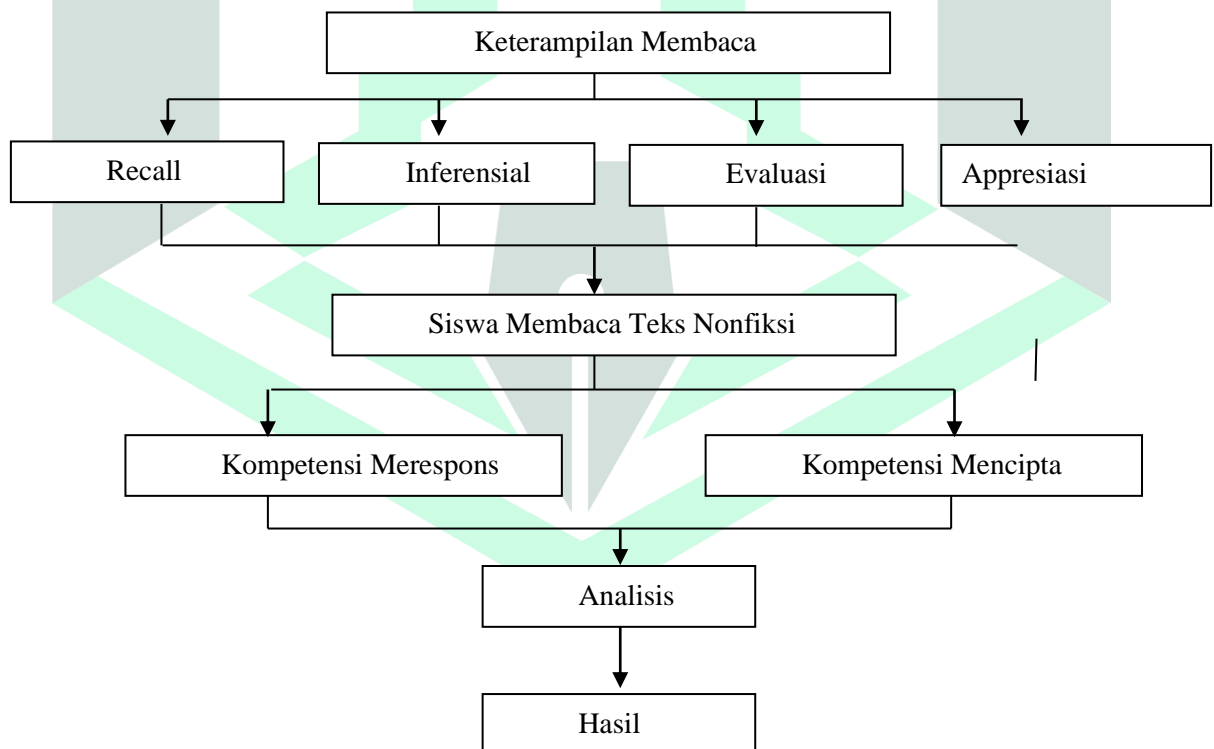 Keterampilan Membaca
Recall
Inferensial
Evaluasi
Appresiasi
Siswa Membaca Teks Nonfiksi
Kompetensi Merespons
Kompetensi Mencipta
Analisis
Hasil